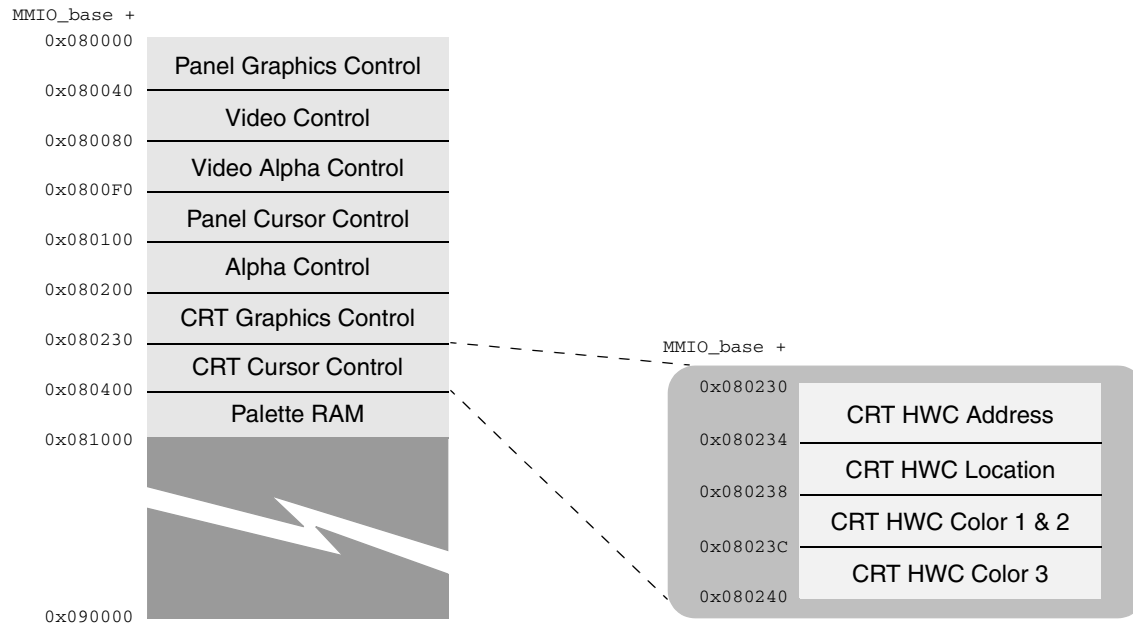 MMIO_base +
0x080000
Panel Graphics Control
0x080040
Video Control
0x080080
Video Alpha Control
0x0800F0
Panel Cursor Control
0x080100
Alpha Control
0x080200
CRT Graphics Control
0x080230
CRT Cursor Control
0x080400
Palette RAM
0x081000
0x090000
MMIO_base +
0x080230
CRT HWC Address
0x080234
CRT HWC Location
0x080238
CRT HWC Color 1 & 2
0x08023C
CRT HWC Color 3
0x080240